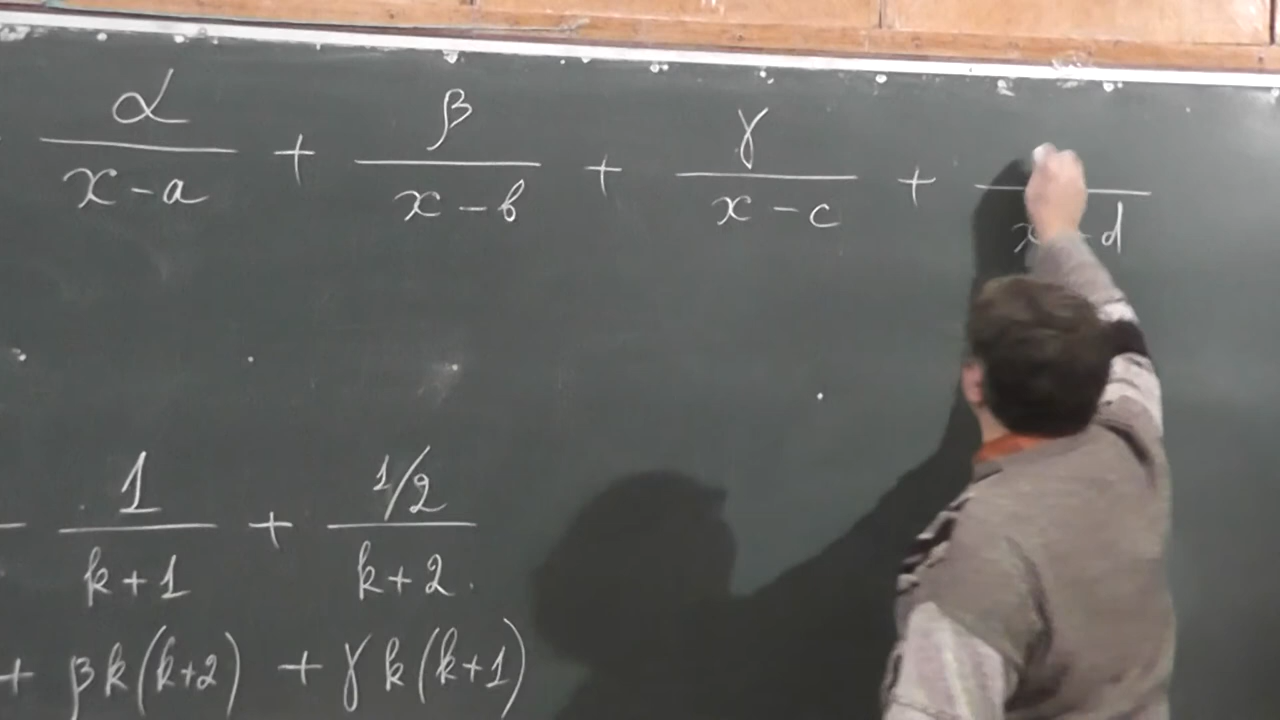 α/(x-a) + β/(x-b) + γ/(x-c) + /(x-d)
- 1/(k+1) + (1/2)/(k+2).
+ βk(k+2) + γk(k+1)